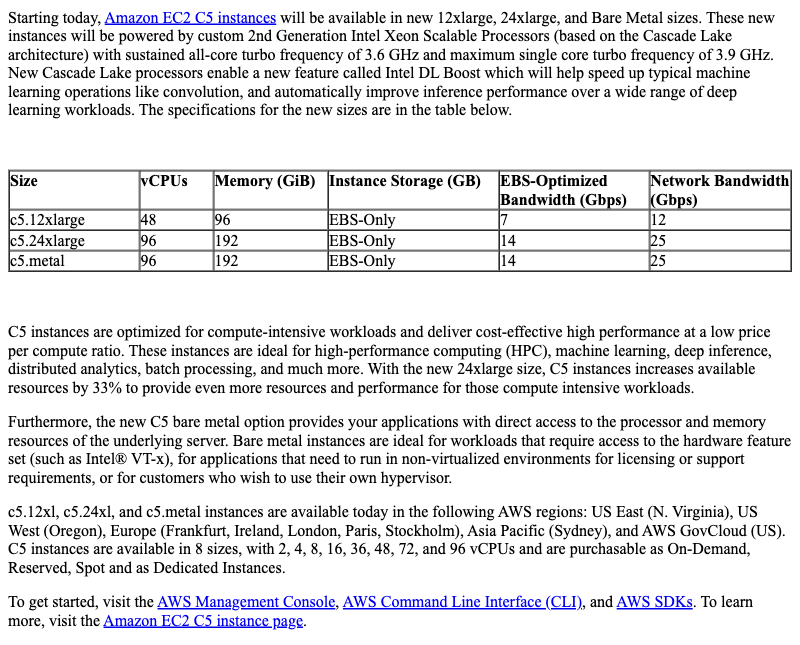 Starting today, Amazon EC2 C5 instances will be available in new 12xlarge, 24xlarge, and Bare Metal sizes. These new
instances will be powered by custom 2nd Generation Intel Xeon Scalable Processors (based on the Cascade Lake
architecture) with sustained all-core turbo frequency of 3.6 GHz and maximum single core turbo frequency of 3.9 GHz.
New Cascade Lake processors enable a new feature called Intel DL Boost which will help speed up typical machine
learning operations like convolution, and automatically improve inference performance over a wide range of deep
learning workloads. The specifications for the new sizes are in the table below.
Size vCPUs Memory (GiB) Instance Storage (GB) EBS-Optimized Network Bandwidth
Bandwidth (Gbps) (Gbps)
c5.12xlarge 48 96 EBS-Only 7 12
c5.24xlarge 96 192 EBS-Only 14 25
c5.metal 96 192 EBS-Only 14 25
C5 instances are optimized for compute-intensive workloads and deliver cost-effective high performance at a low price
per compute ratio. These instances are ideal for high-performance computing (HPC), machine learning, deep inference,
distributed analytics, batch processing, and much more. With the new 24xlarge size, C5 instances increases available
resources by 33% to provide even more resources and performance for those compute intensive workloads.
Furthermore, the new C5 bare metal option provides your applications with direct access to the processor and memory
resources of the underlying server. Bare metal instances are ideal for workloads that require access to the hardware feature
set (such as Intel® VT-x), for applications that need to run in non-virtualized environments for licensing or support
requirements, or for customers who wish to use their own hypervisor.
c5.12xl, c5.24xl, and c5.metal instances are available today in the following AWS regions: US East (N. Virginia), US
West (Oregon), Europe (Frankfurt, Ireland, London, Paris, Stockholm), Asia Pacific (Sydney), and AWS GovCloud (US).
C5 instances are available in 8 sizes, with 2, 4, 8, 16, 36, 48, 72, and 96 vCPUs and are purchasable as On-Demand,
Reserved, Spot and as Dedicated Instances.
To get started, visit the AWS Management Console, AWS Command Line Interface (CLI), and AWS SDKs. To learn
more, visit the Amazon EC2 C5 instance page.